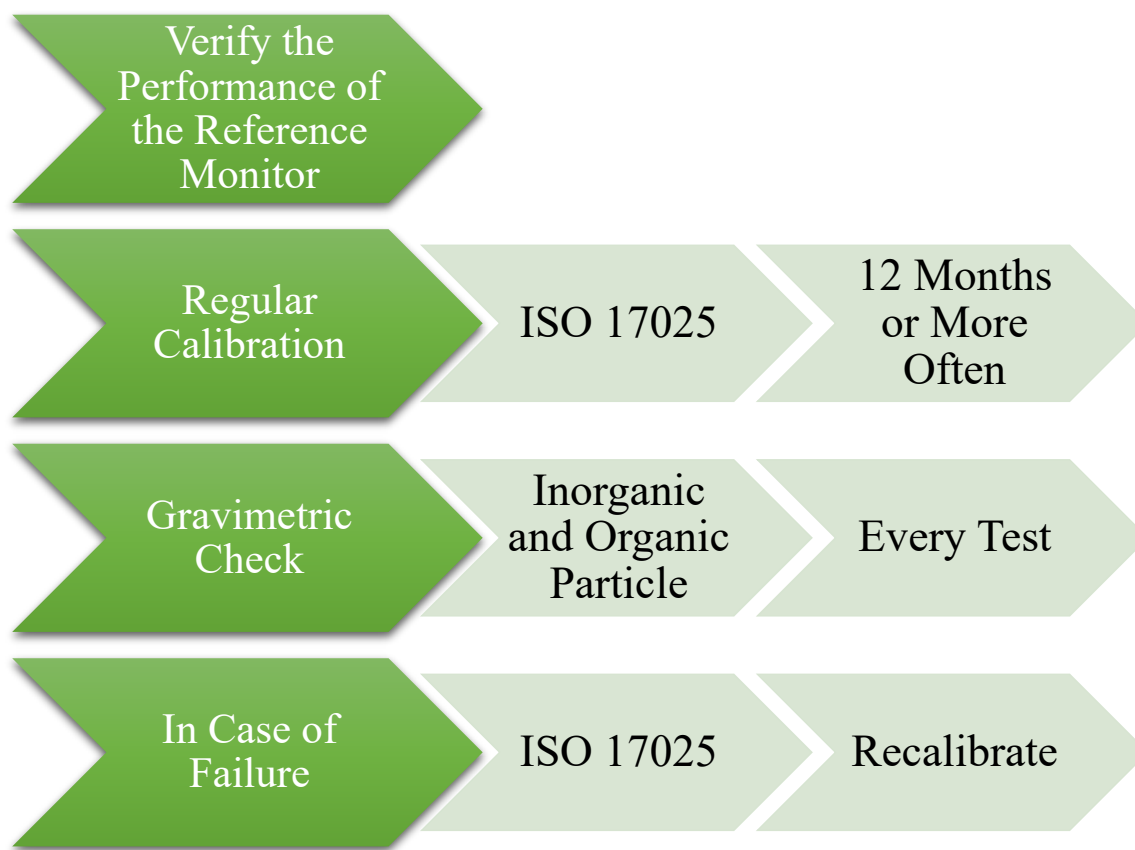 Verify the
Performance of
the Reference
Monitor
Regular
Calibration
ISO 17025
12 Months
or More
Often
Gravimetric
Check
Inorganic
and Organic
Particle
Every Test
In Case of
Failure
ISO 17025
Recalibrate